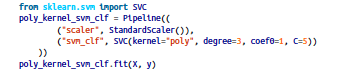 from sklearn.svm import SVC
poly_kernel_svm_clf = Pipeline((
        ("scaler", StandardScaler()),
        ("svm_clf", SVC(kernel="poly", degree=3, coef0=1, C=5))
    ))
poly_kernel_svm_clf.fit(X, y)